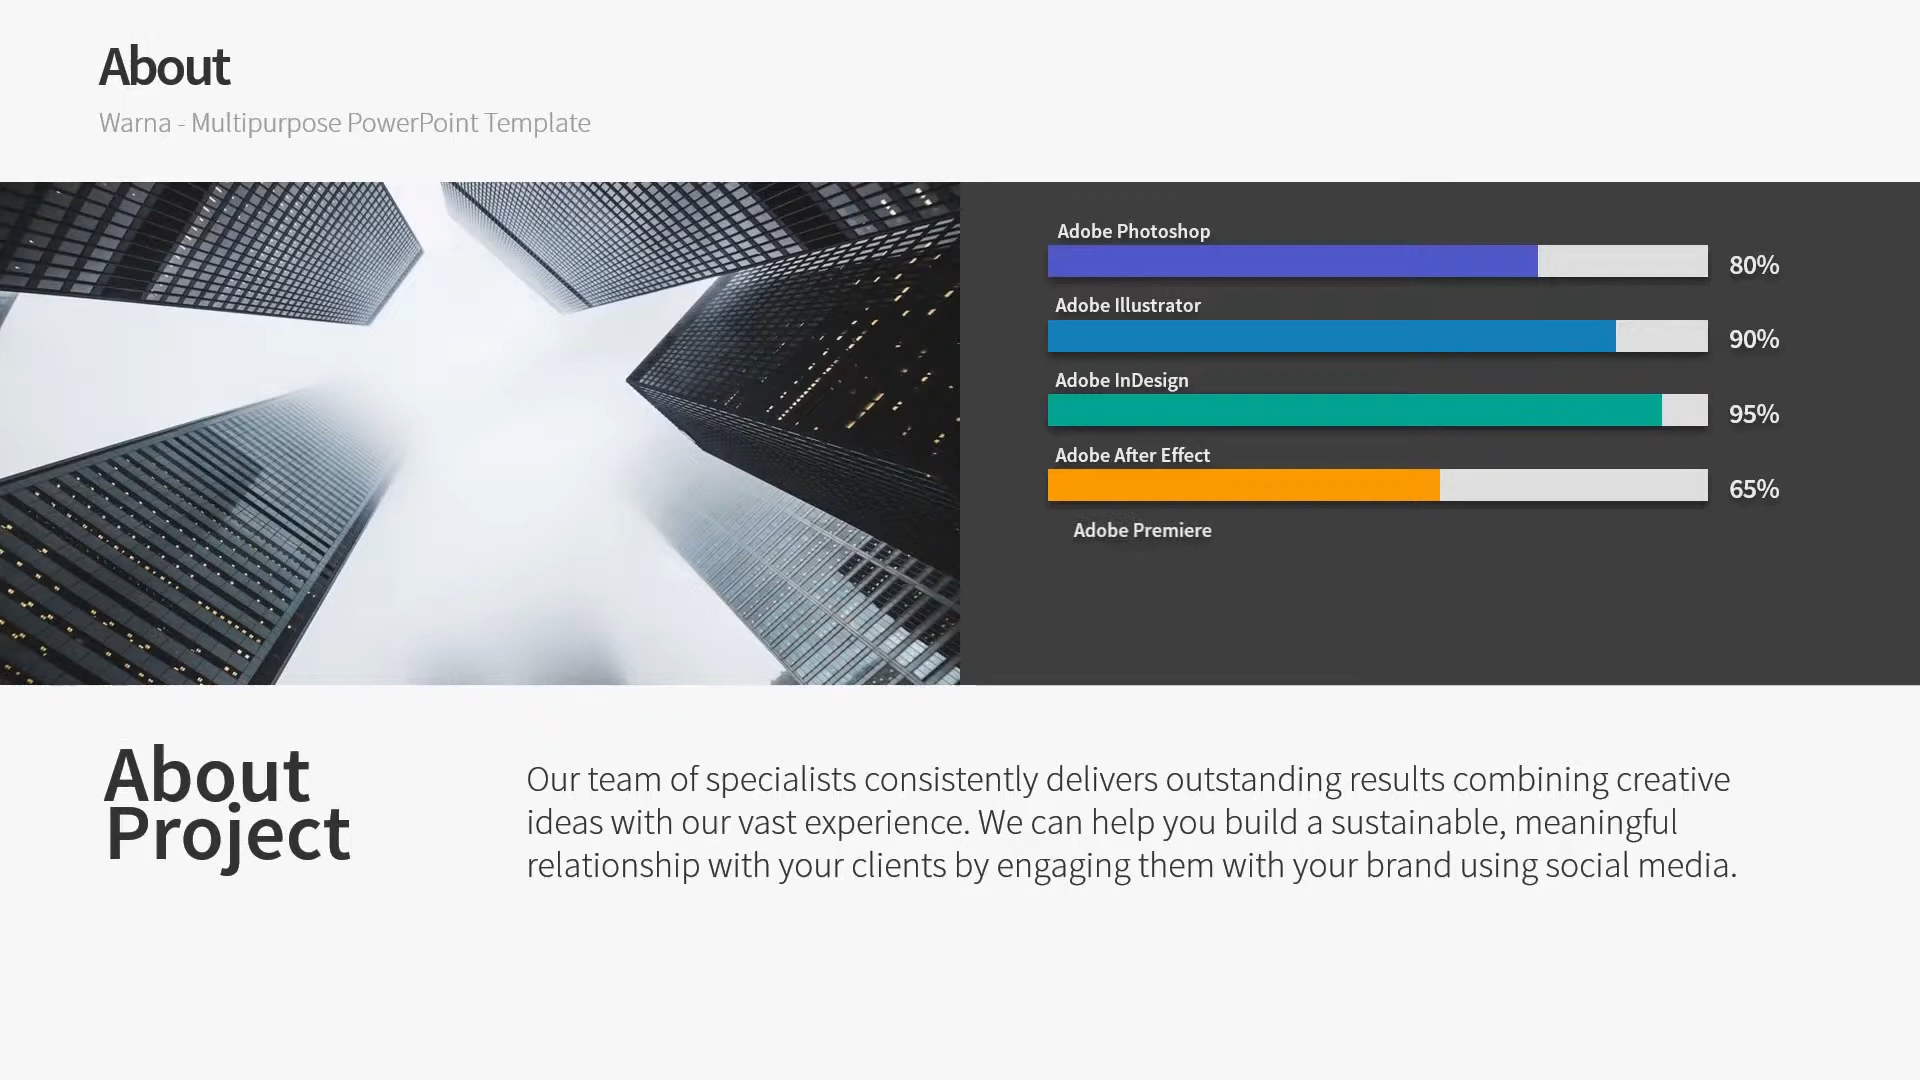 About
Warna - Multipurpose PowerPoint Template
Adobe Photoshop
80%
Adobe Illustrator
90%
Adobe InDesign
95%
Adobe After Effect
65%
Adobe Premiere
About
Project
Our team of specialists consistently delivers outstanding results combining creative
ideas with our vast experience. We can help you build a sustainable, meaningful
relationship with your clients by engaging them with your brand using social media.